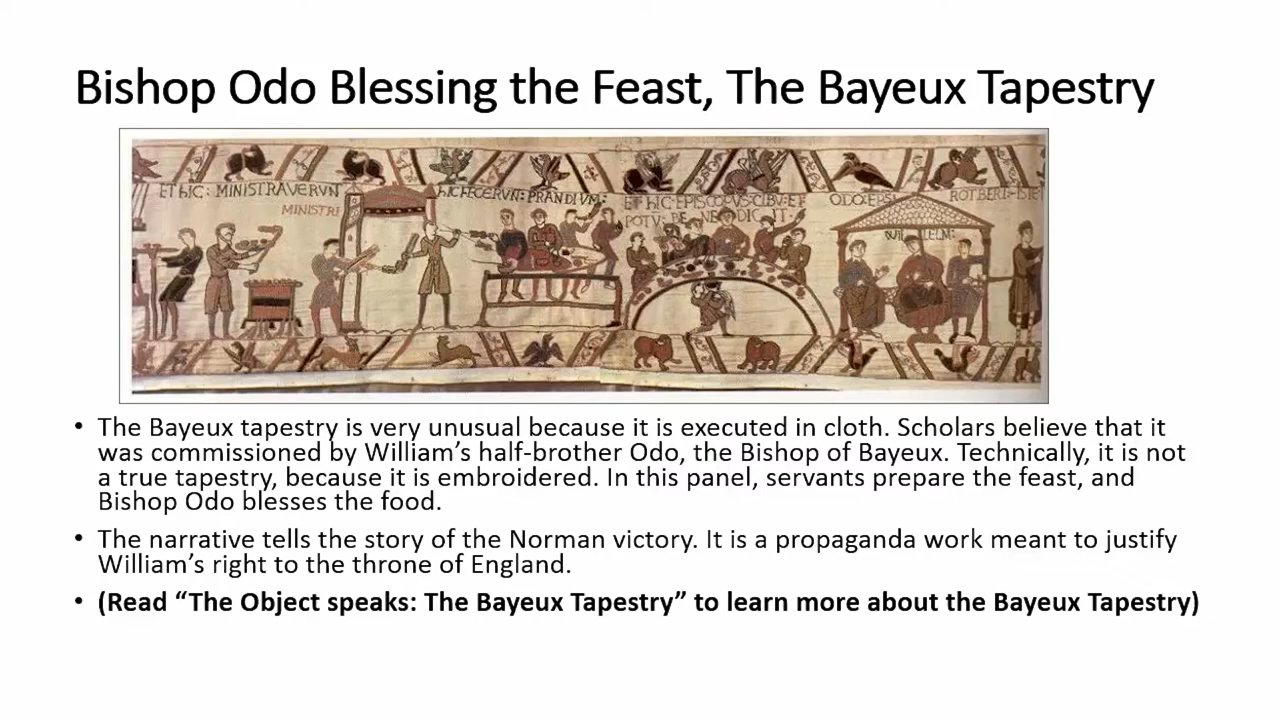 Bishop Odo Blessing the Feast, The Bayeux Tapestry
ET HIC: MINISTRAVERVN
MINISTRI
HIC FECERVN: PRANDIVM:
ET HIC EPISCOPVS: CIBV: ET
POTV: BENEDICIT
ODO: EPS:
ROTBERT:
WILLELM:
• The Bayeux tapestry is very unusual because it is executed in cloth. Scholars believe that it
was commissioned by William’s half-brother Odo, the Bishop of Bayeux. Technically, it is not
a true tapestry, because it is embroidered. In this panel, servants prepare the feast, and
Bishop Odo blesses the food.
• The narrative tells the story of the Norman victory. It is a propaganda work meant to justify
William’s right to the throne of England.
• (Read “The Object speaks: The Bayeux Tapestry” to learn more about the Bayeux Tapestry)